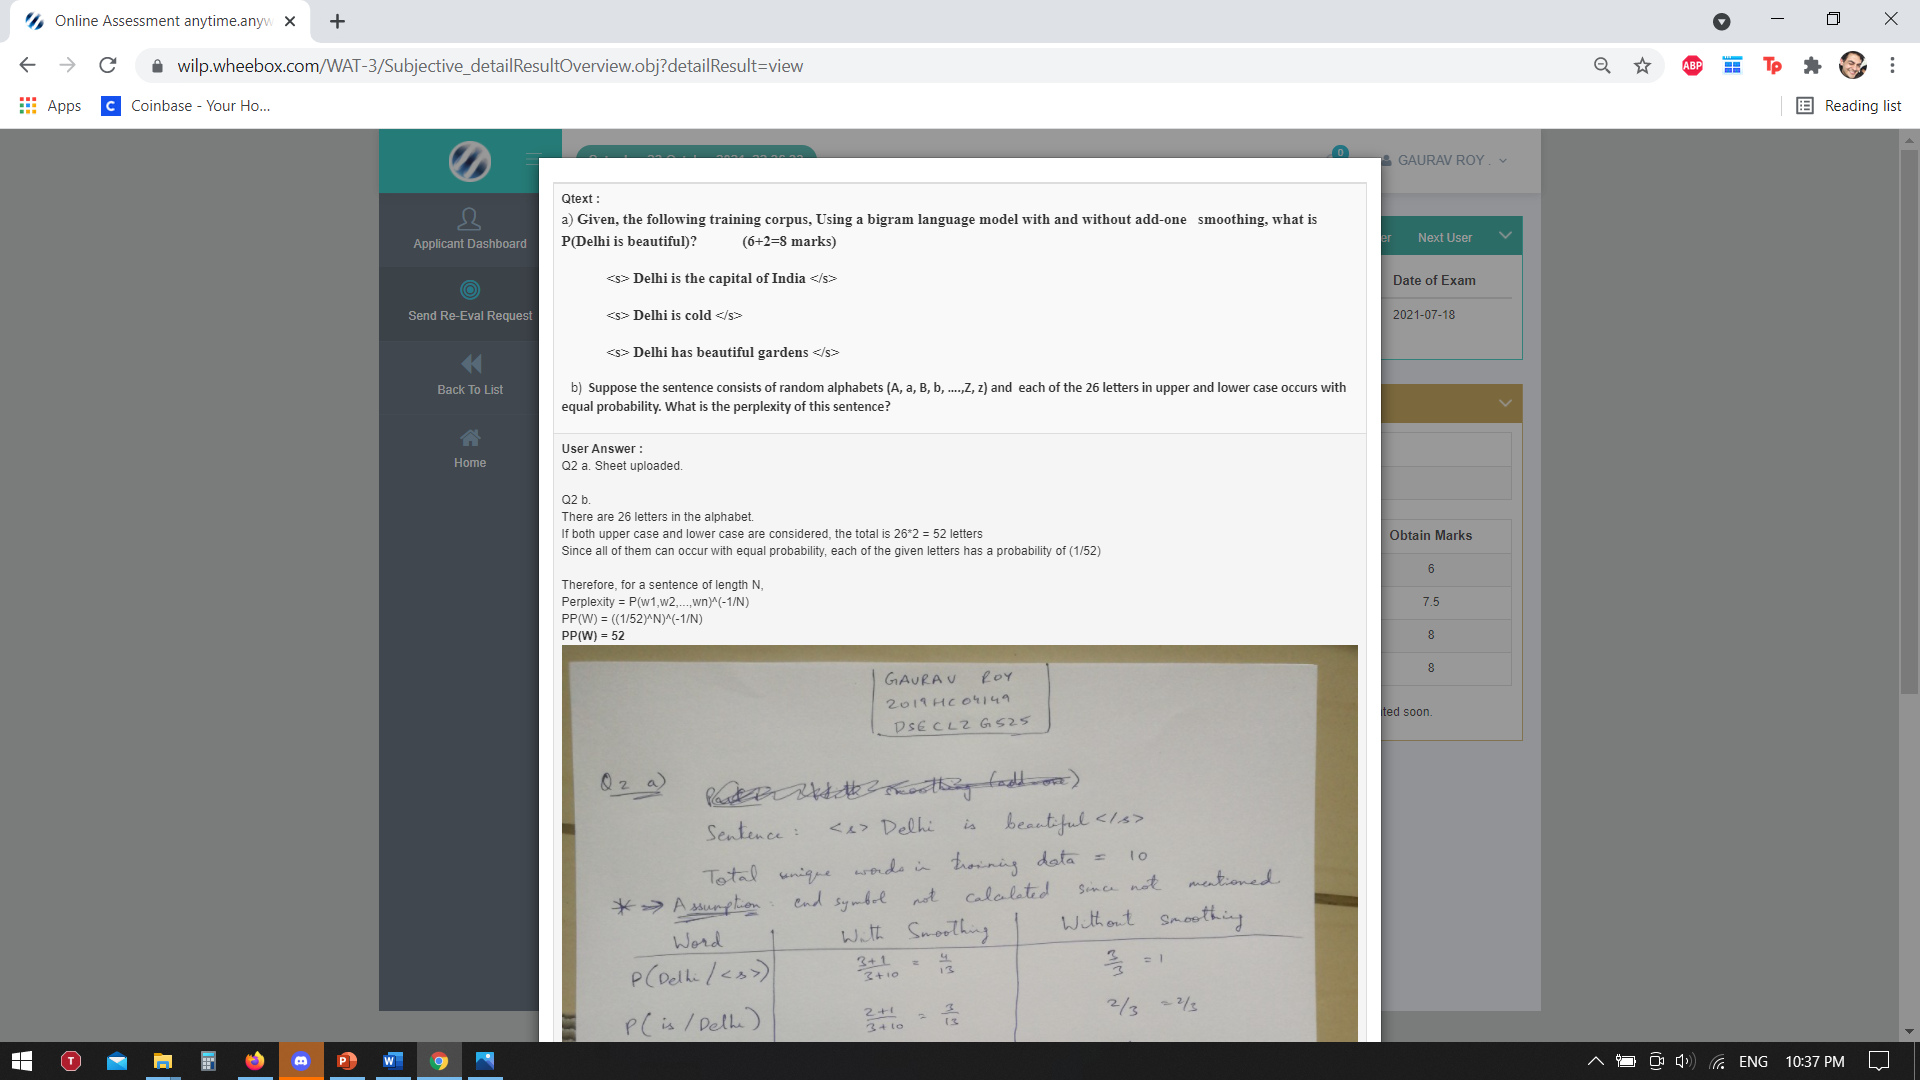 Online Assessment anytime.anyw
wilp.wheebox.com/WAT-3/Subjective_detailResultOverview.obj?detailResult=view
ABP
Tp
Apps
C Coinbase - Your Ho...
Reading list
0
GAURAV ROY .
Applicant Dashboard
Send Re-Eval Request
Back To List
Home
er Next User
Date of Exam
2021-07-18
Obtain Marks
6
7.5
8
8
ted soon.
Qtext :
a) Given, the following training corpus, Using a bigram language model with and without add-one smoothing, what is
P(Delhi is beautiful)? (6+2=8 marks)
<s> Delhi is the capital of India </s>
<s> Delhi is cold </s>
<s> Delhi has beautiful gardens </s>
b) Suppose the sentence consists of random alphabets (A, a, B, b, ....,Z, z) and each of the 26 letters in upper and lower case occurs with
equal probability. What is the perplexity of this sentence?
User Answer :
Q2 a. Sheet uploaded.
Q2 b.
There are 26 letters in the alphabet.
If both upper case and lower case are considered, the total is 26*2 = 52 letters
Since all of them can occur with equal probability, each of the given letters has a probability of (1/52)
Therefore, for a sentence of length N,
Perplexity = P(w1,w2,...,wn)^(-1/N)
PP(W) = ((1/52)^N)^(-1/N)
PP(W) = 52
GAURAV ROY
2019HC04149
DSECLZ G525
Q2 a)
smoothing (add-one)
Sentence : <s> Delhi is beautiful </s>
Total unique words in training data = 10
* => Assumption : end symbol not calculated since not mentioned
Word With Smoothing Without smoothing
P(Delhi/<s>) 3+1/3+10 = 4/13 3/3 = 1
P(is/Delhi) 2+1/3+10 = 3/13 2/3 = 2/3
T
P
W
ENG 10:37 PM